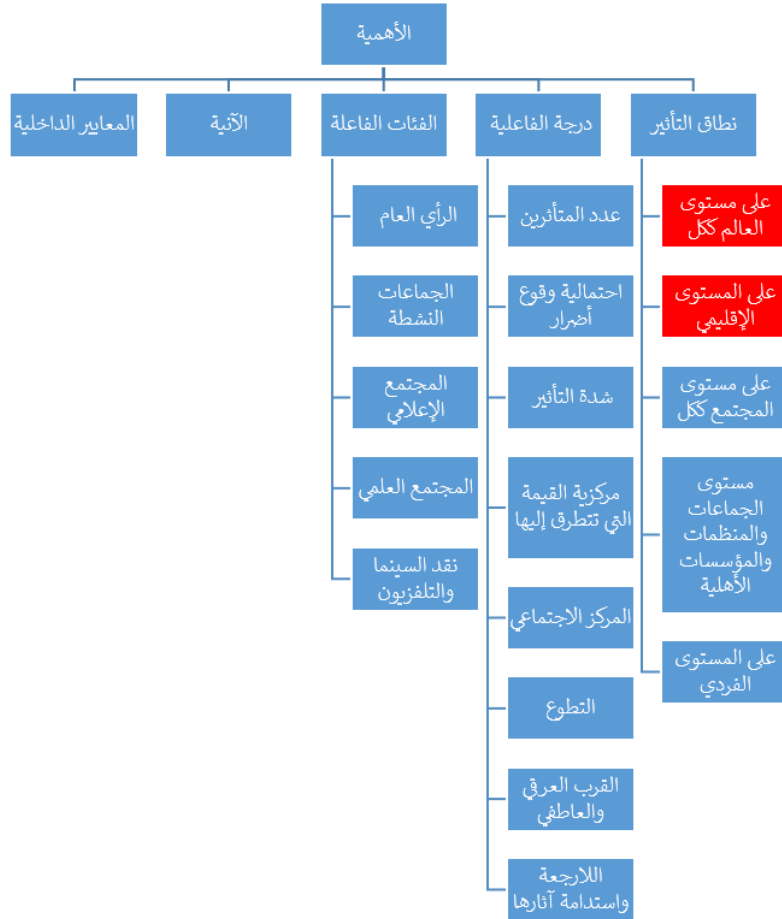 الأهمية
نطاق التأثير
درجة الفاعلية
الفئات الفاعلة
الآنية
المعايير الداخلية
على مستوى
العالم ككل
على المستوى
الإقليمي
على مستوى
المجتمع ككل
مستوى
الجماعات
والمنظمات
والمؤسسات
الأهلية
على المستوى
الفردي
عدد المتأثرين
احتمالية وقوع
أضرار
شدة التأثير
مركزية القيمة
التي تتطرق إليها
المركز الاجتماعي
التطوع
القرب العرقي
والعاطفي
اللارجعة
واستدامة آثارها
الرأي العام
الجماعات
النشطة
المجتمع
الإعلامي
المجتمع العلمي
نقد السينما
والتلفزيون